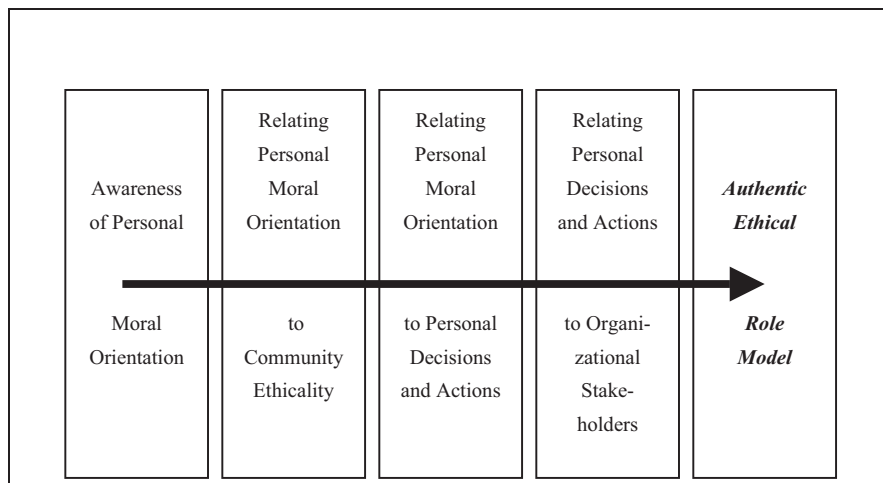 Awareness
of Personal
Moral
Orientation
Relating
Personal
Moral
Orientation
to
Community
Ethicality
Relating
Personal
Moral
Orientation
to Personal
Decisions
and Actions
Relating
Personal
Decisions
and Actions
to Organi-
zational
Stake-
holders
Authentic
Ethical
Role
Model